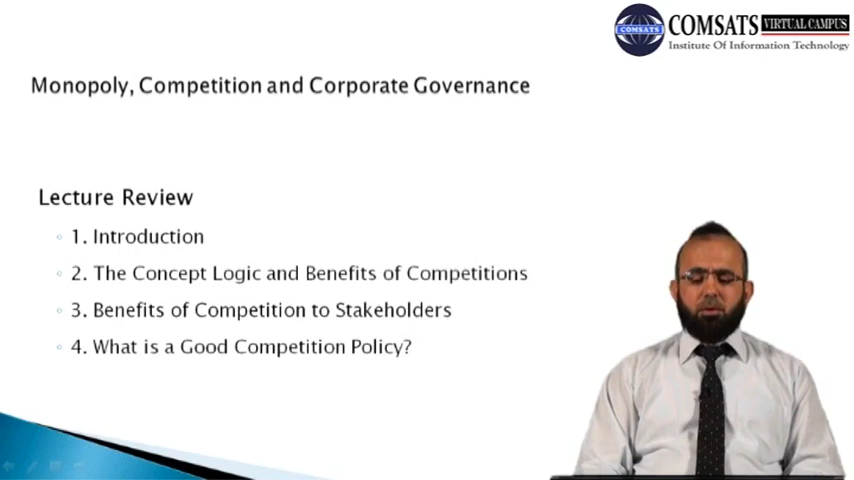 COMSATS VIRTUAL CAMPUS
COMSATS
Institute Of Information Technology
Monopoly, Competition and Corporate Governance
Lecture Review
1. Introduction
2. The Concept Logic and Benefits of Competitions
3. Benefits of Competition to Stakeholders
4. What is a Good Competition Policy?